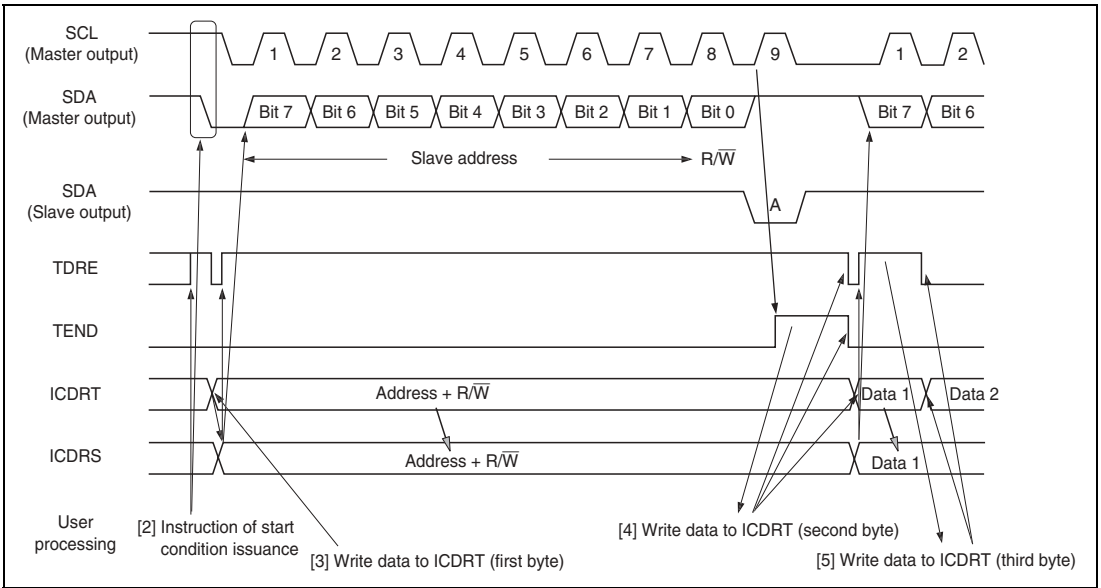 SCL
(Master output)
1 2 3 4 5 6 7 8 9 1 2
SDA
(Master output)
Bit 7 Bit 6 Bit 5 Bit 4 Bit 3 Bit 2 Bit 1 Bit 0 Bit 7 Bit 6
Slave address R/W̅
SDA
(Slave output)
A
TDRE
TEND
ICDRT
Address + R/W̅ Data 1 Data 2
ICDRS
Address + R/W̅ Data 1
User
processing
[2] Instruction of start
condition issuance
[3] Write data to ICDRT (first byte)
[4] Write data to ICDRT (second byte)
[5] Write data to ICDRT (third byte)